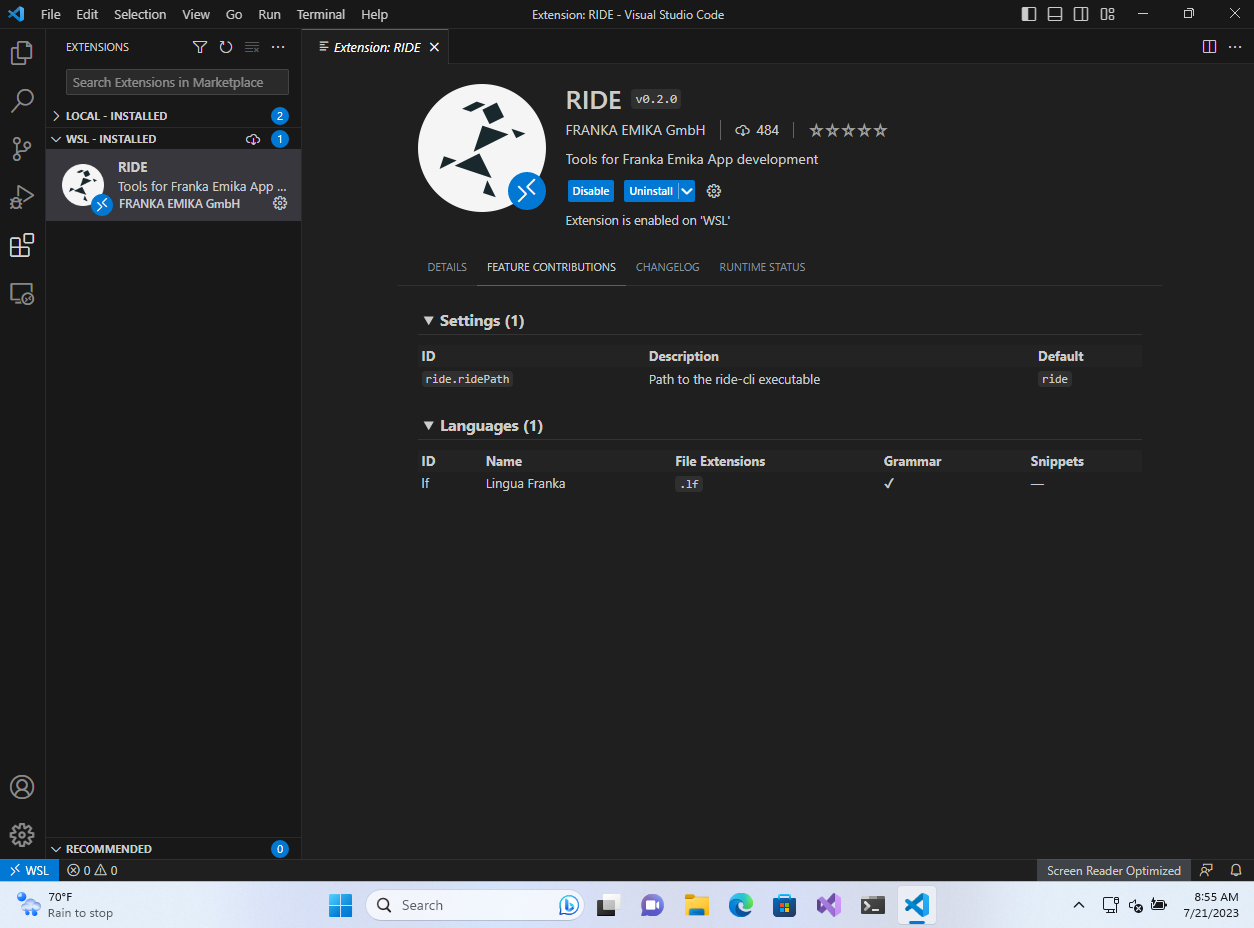 File Edit Selection View Go Run Terminal Help
Extension: RIDE - Visual Studio Code
EXTENSIONS
Search Extensions in Marketplace
LOCAL - INSTALLED 2
WSL - INSTALLED 1
RIDE
Tools for Franka Emika App ...
FRANKA EMIKA GmbH
RECOMMENDED 0
Extension: RIDE
RIDE v0.2.0
FRANKA EMIKA GmbH 484
Tools for Franka Emika App development
Disable Uninstall
Extension is enabled on 'WSL'
DETAILS FEATURE CONTRIBUTIONS CHANGELOG RUNTIME STATUS
▼ Settings (1)
ID Description Default
ride.ridePath Path to the ride-cli executable ride
▼ Languages (1)
ID Name File Extensions Grammar Snippets
lf Lingua Franka .lf ✓ —
WSL 0 0 Screen Reader Optimized
70°F
Rain to stop
Search
8:55 AM
7/21/2023